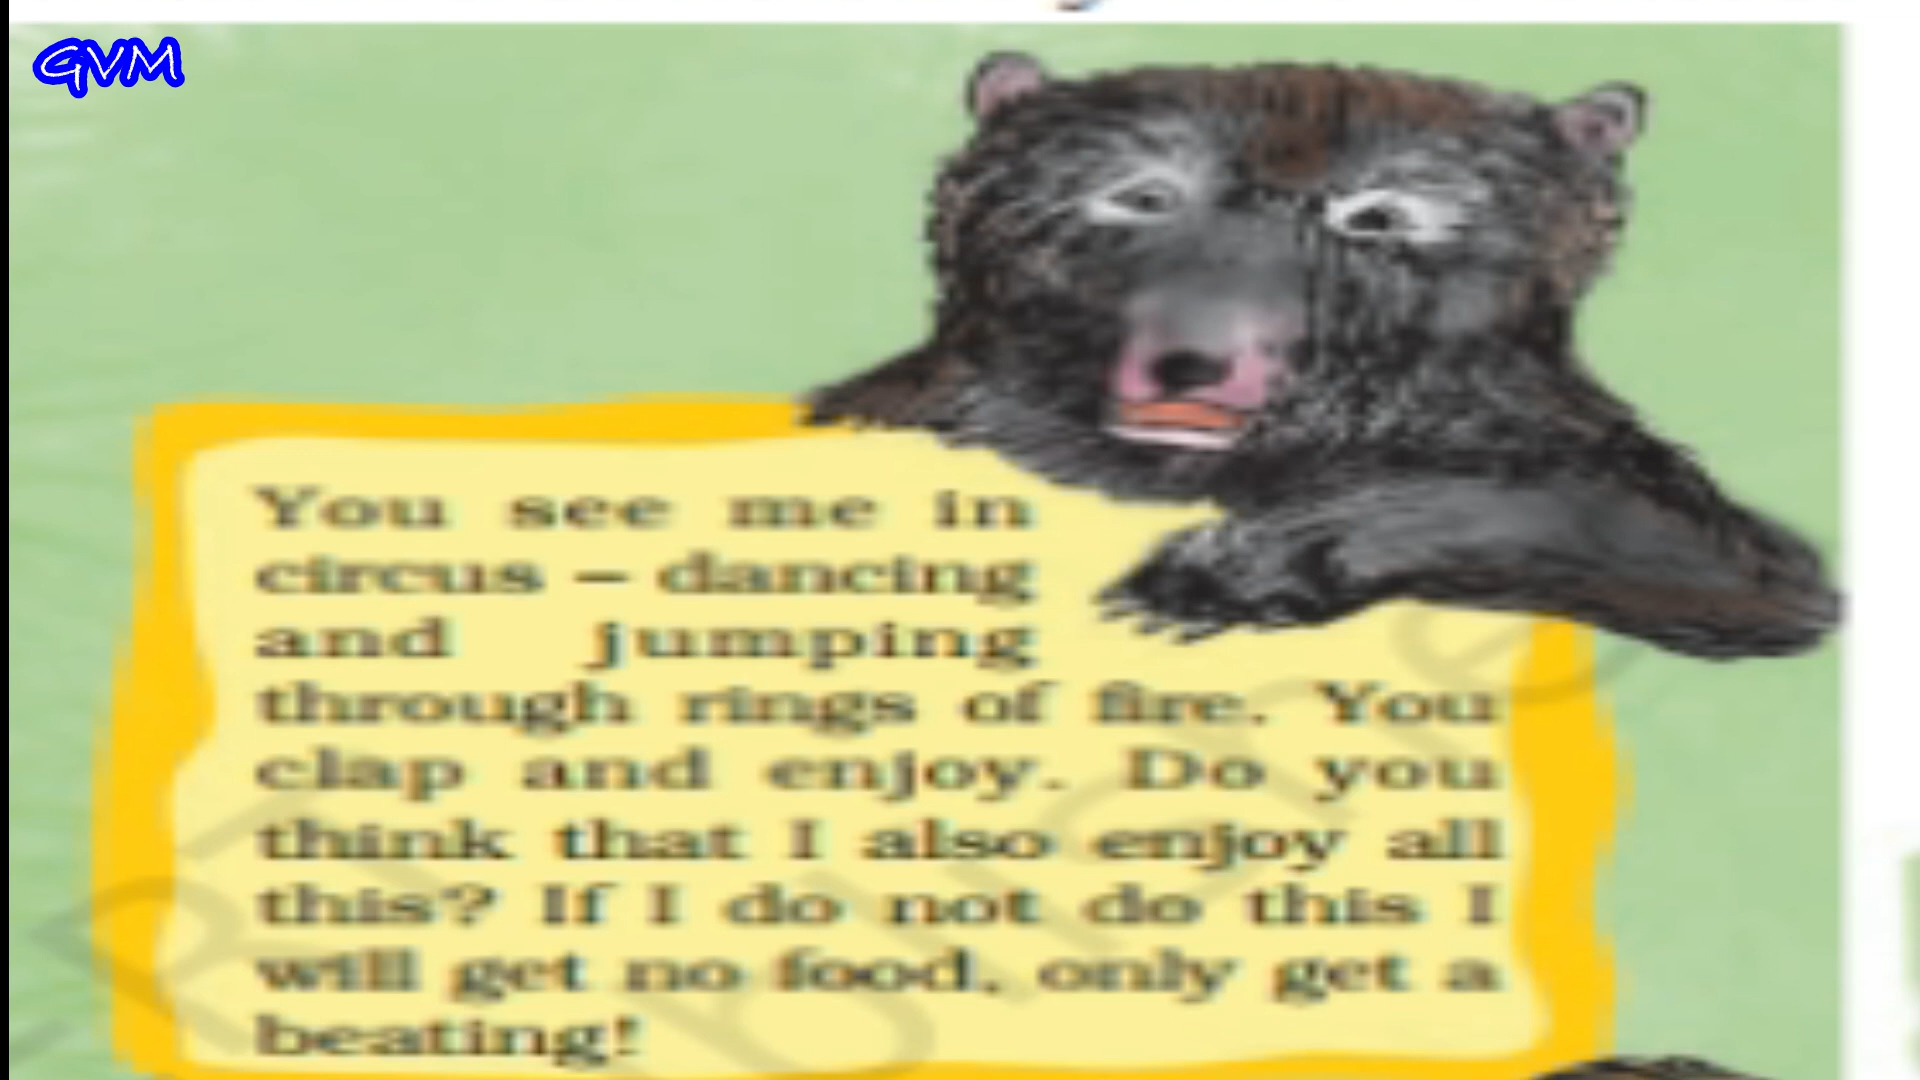 GVM
You see me in
circus – dancing
and jumping
through rings of fire. You
clap and enjoy. Do you
think that I also enjoy all
this? If I do not do this I
will get no food, only get a
beating!